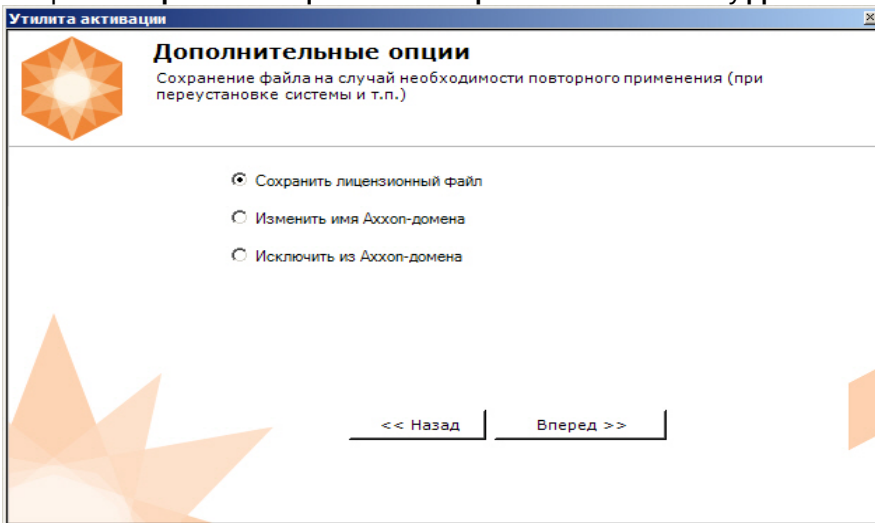 Утилита активации
Дополнительные опции
Сохранение файла на случай необходимости повторного применения (при
переустановке системы и т.п.)
Сохранить лицензионный файл
Изменить имя Axxon-домена
Исключить из Axxon-домена
<< Назад
Вперед >>